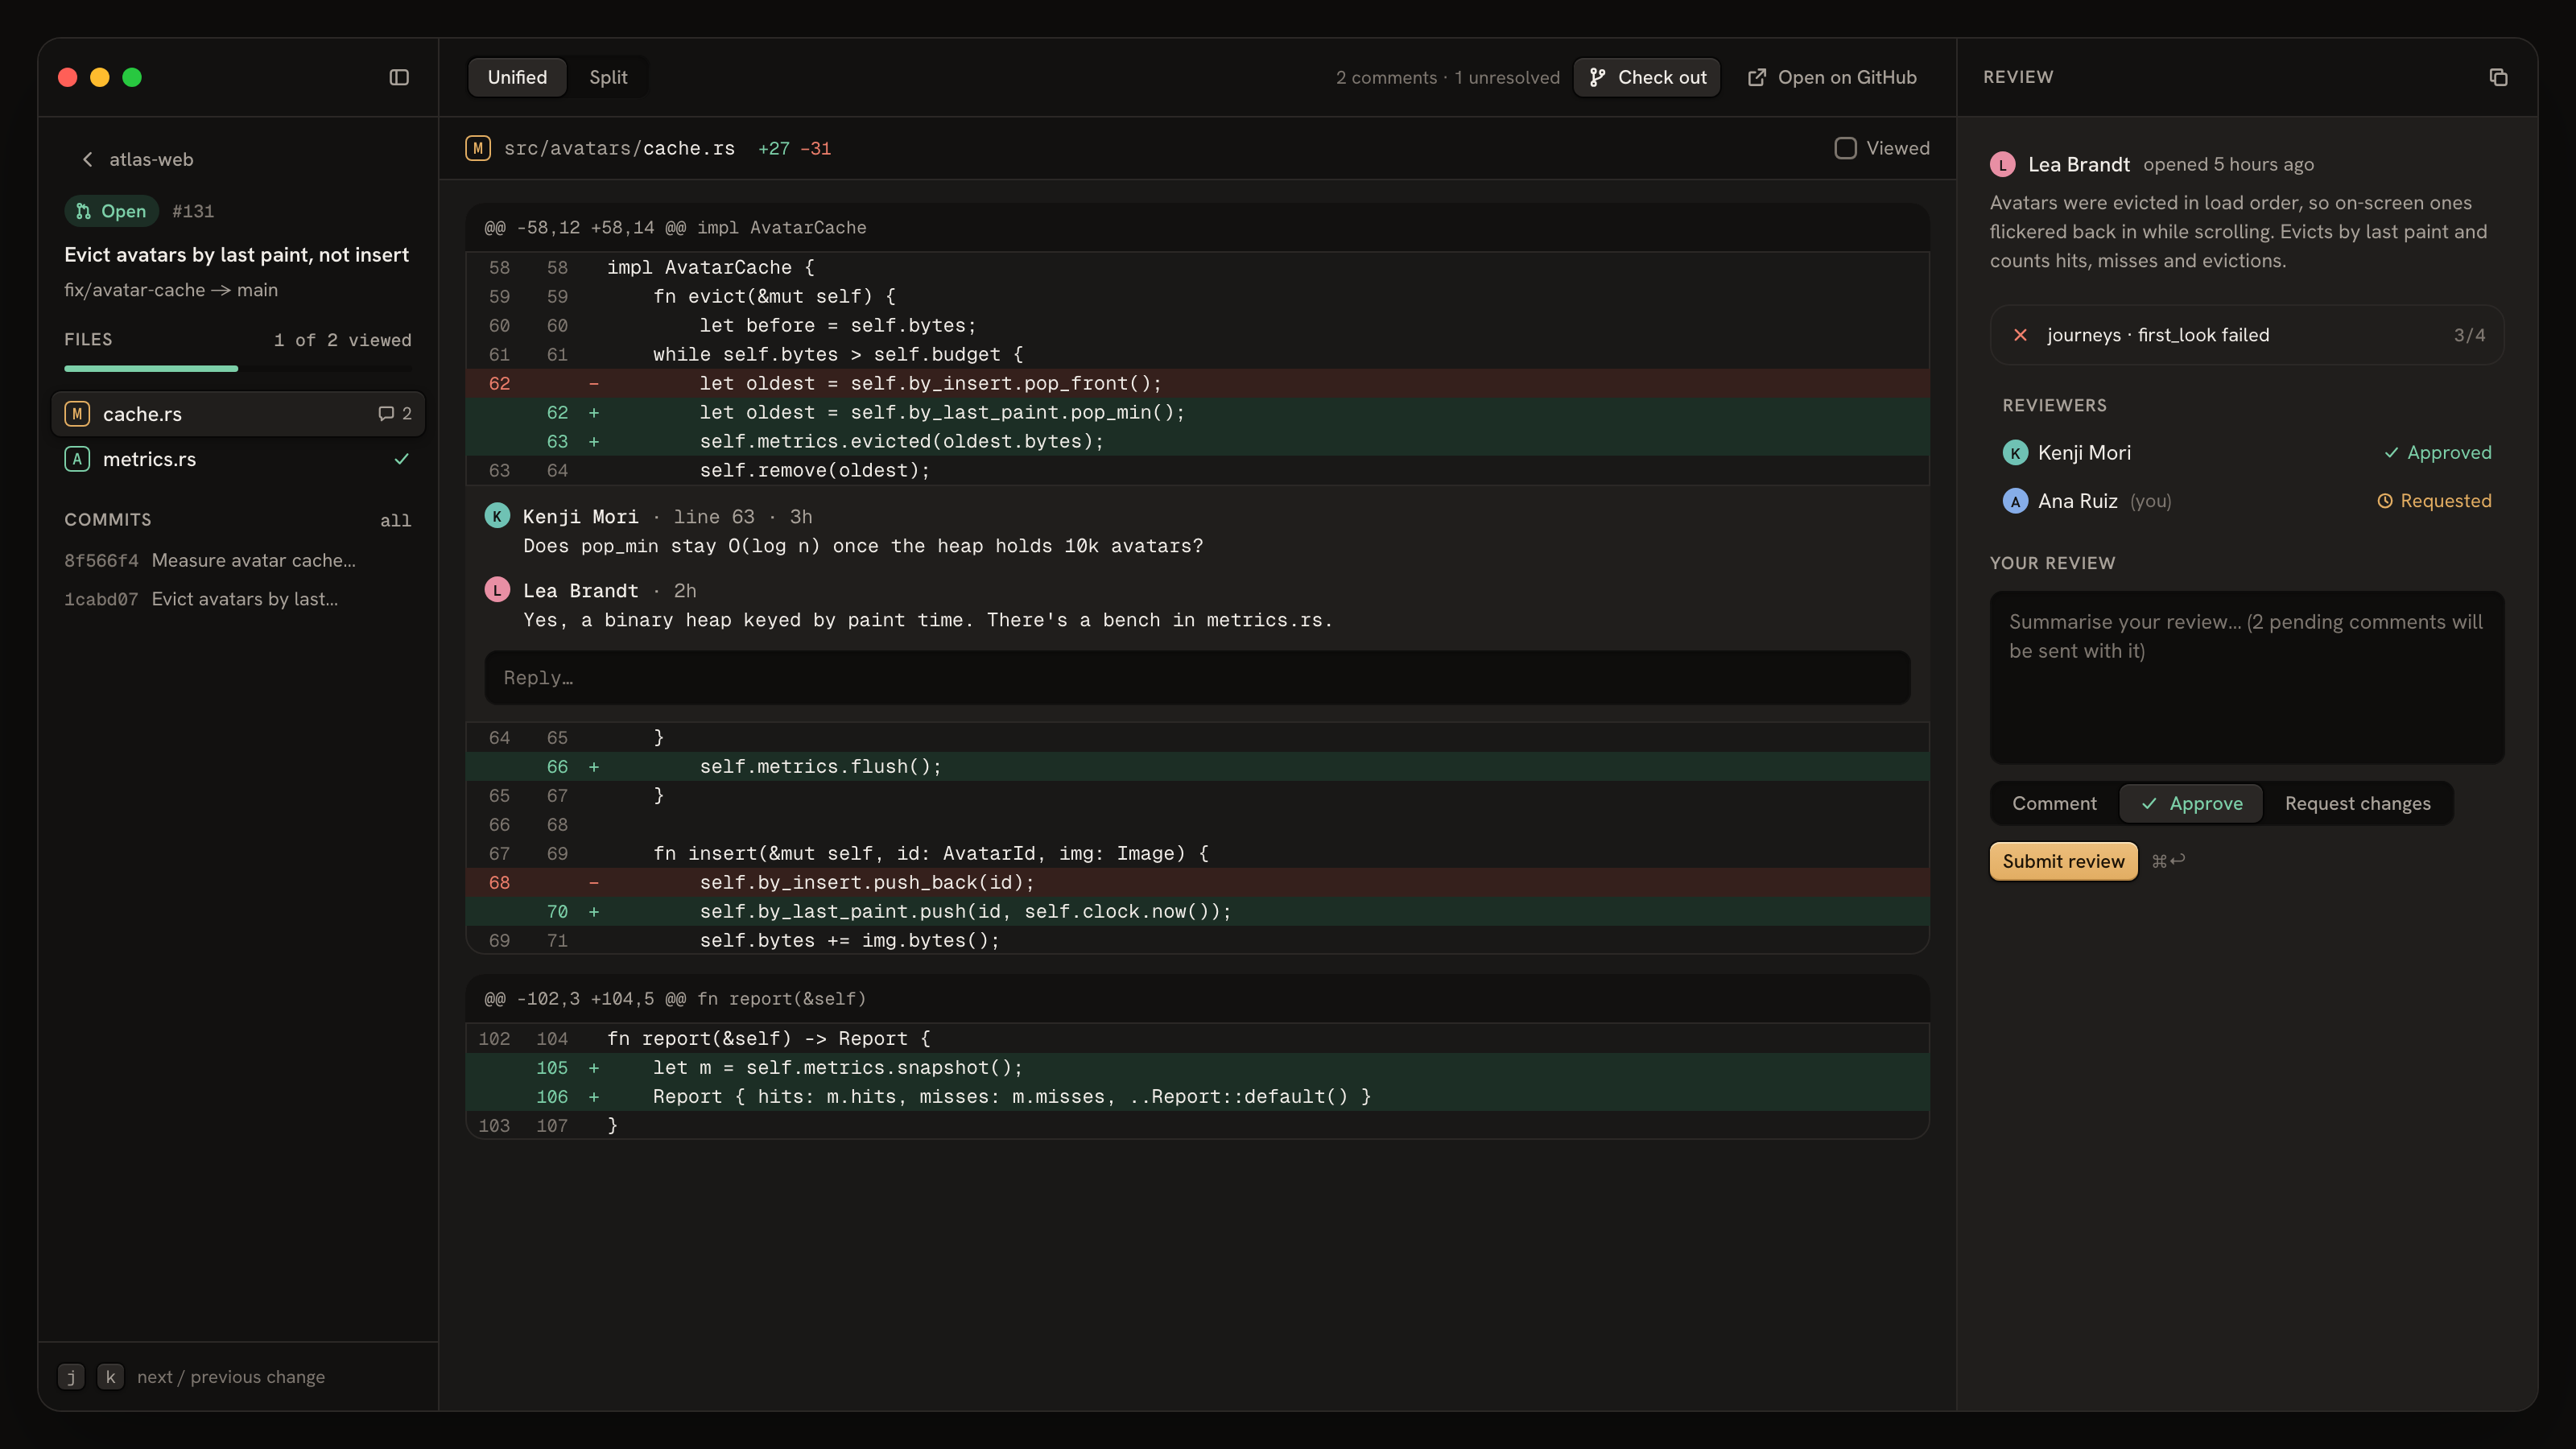 Unified
Split
2 comments · 1 unresolved
Check out
Open on GitHub
REVIEW
atlas-web
Open
#131
Evict avatars by last paint, not insert
fix/avatar-cache → main
FILES
1 of 2 viewed
M cache.rs 2
A metrics.rs
COMMITS
all
8f566f4 Measure avatar cache…
1cabd07 Evict avatars by last…
j k next / previous change
M src/avatars/cache.rs +27 −31
Viewed
@@ -58,12 +58,14 @@ impl AvatarCache
58 58 impl AvatarCache {
59 59 fn evict(&mut self) {
60 60 let before = self.bytes;
61 61 while self.bytes > self.budget {
62 − let oldest = self.by_insert.pop_front();
62 + let oldest = self.by_last_paint.pop_min();
63 + self.metrics.evicted(oldest.bytes);
63 64 self.remove(oldest);
K Kenji Mori · line 63 · 3h
Does pop_min stay O(log n) once the heap holds 10k avatars?
L Lea Brandt · 2h
Yes, a binary heap keyed by paint time. There's a bench in metrics.rs.
Reply…
64 65 }
66 + self.metrics.flush();
65 67 }
66 68
67 69 fn insert(&mut self, id: AvatarId, img: Image) {
68 − self.by_insert.push_back(id);
70 + self.by_last_paint.push(id, self.clock.now());
69 71 self.bytes += img.bytes();
@@ -102,3 +104,5 @@ fn report(&self)
102 104 fn report(&self) -> Report {
105 + let m = self.metrics.snapshot();
106 + Report { hits: m.hits, misses: m.misses, ..Report::default() }
103 107 }
L Lea Brandt opened 5 hours ago
Avatars were evicted in load order, so on-screen ones
flickered back in while scrolling. Evicts by last paint and
counts hits, misses and evictions.
journeys · first_look failed 3/4
REVIEWERS
K Kenji Mori Approved
A Ana Ruiz (you) Requested
YOUR REVIEW
Summarise your review… (2 pending comments will
be sent with it)
Comment
Approve
Request changes
Submit review ⌘↩